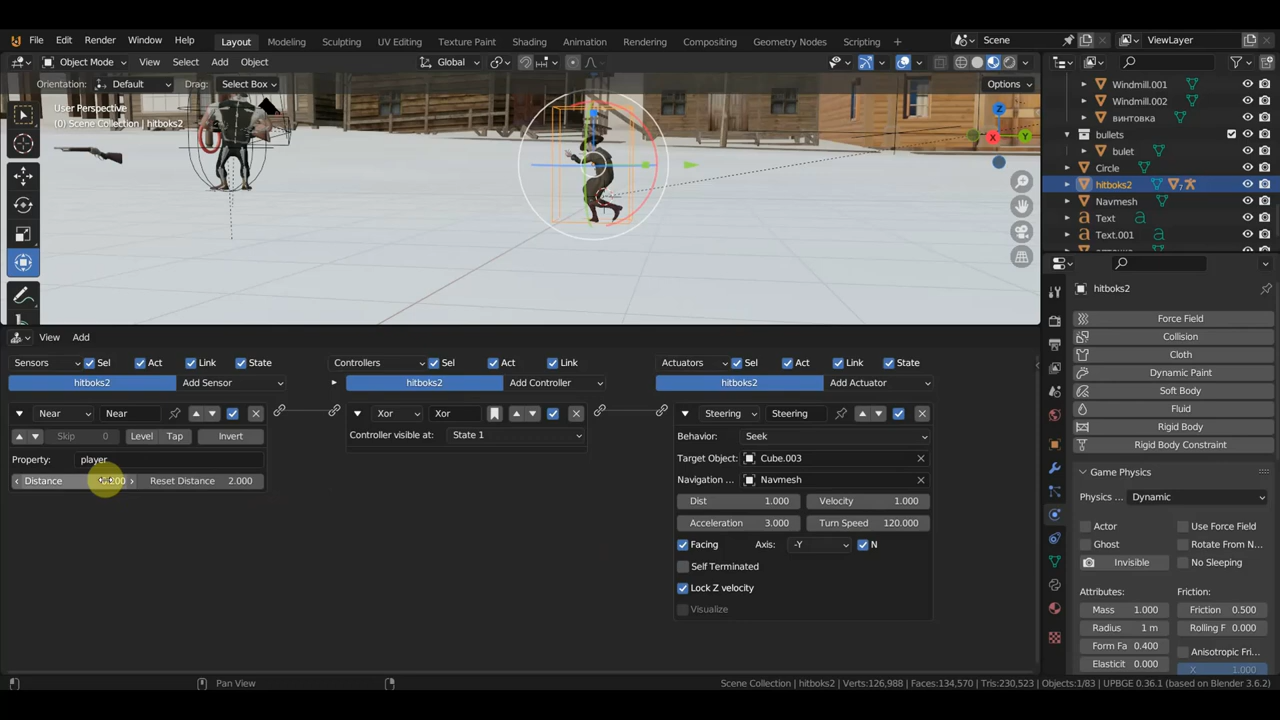 File Edit Render Window Help Layout Modeling Sculpting UV Editing Texture Paint Shading Animation Rendering Compositing Geometry Nodes Scripting + Scene ViewLayer
Object Mode View Select Add Object Global
Orientation: Default Drag: Select Box Options
User Perspective
(0) Scene Collection | hitboks2
X Y Z
Windmill.001
Windmill.002
винтовка
bullets
bulet
Circle
hitboks2
Navmesh
Text
Text.001
View Add
Sensors Sel Act Link State Controllers Sel Act Link Actuators Sel Act Link State
hitboks2 Add Sensor hitboks2 Add Controller hitboks2 Add Actuator
Near Near Xor Xor Steering Steering
Skip 0 Level Tap Invert Controller visible at: State 1 Behavior: Seek
Property: player Target Object: Cube.003
Distance Reset Distance 2.000 Navigation ... Navmesh
Dist 1.000 Velocity 1.000
Acceleration 3.000 Turn Speed 120.000
Facing Axis: -Y N
Self Terminated
Lock Z velocity
Visualize
hitboks2
Force Field
Collision
Cloth
Dynamic Paint
Soft Body
Fluid
Rigid Body
Rigid Body Constraint
Game Physics
Physics ... Dynamic
Actor Use Force Field
Ghost Rotate From N...
Invisible No Sleeping
Attributes: Friction:
Mass 1.000 Friction 0.500
Radius 1 m Rolling F 0.000
Form Fa 0.400 Anisotropic Fri...
Elasticit 0.000 X 1.000
Pan View Scene Collection | hitboks2 | Verts:126,988 | Faces:134,570 | Tris:230,523 | Objects:1/83 | UPBGE 0.36.1 (based on Blender 3.6.2)